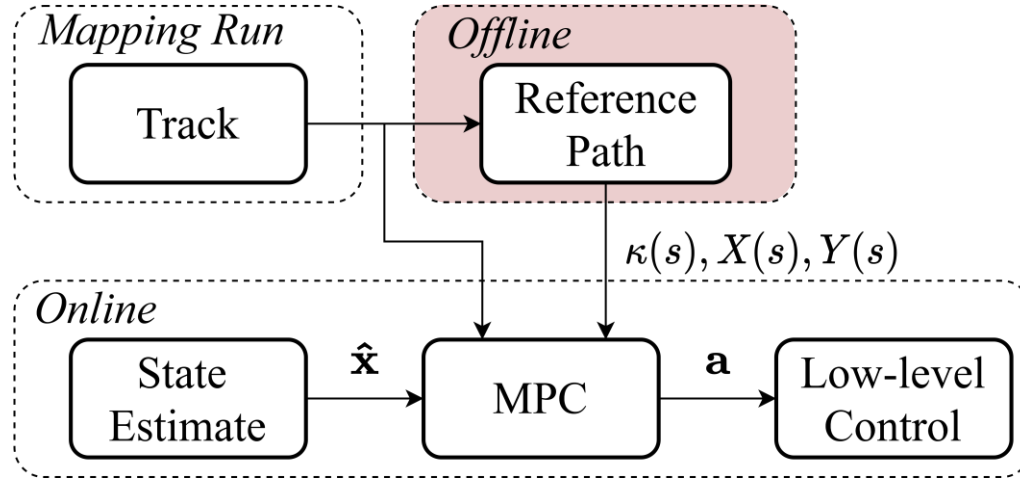 Mapping Run
Offline
Track
Reference
Path
κ(s), X(s), Y(s)
Online
State
Estimate
x̂
MPC
a
Low-level
Control